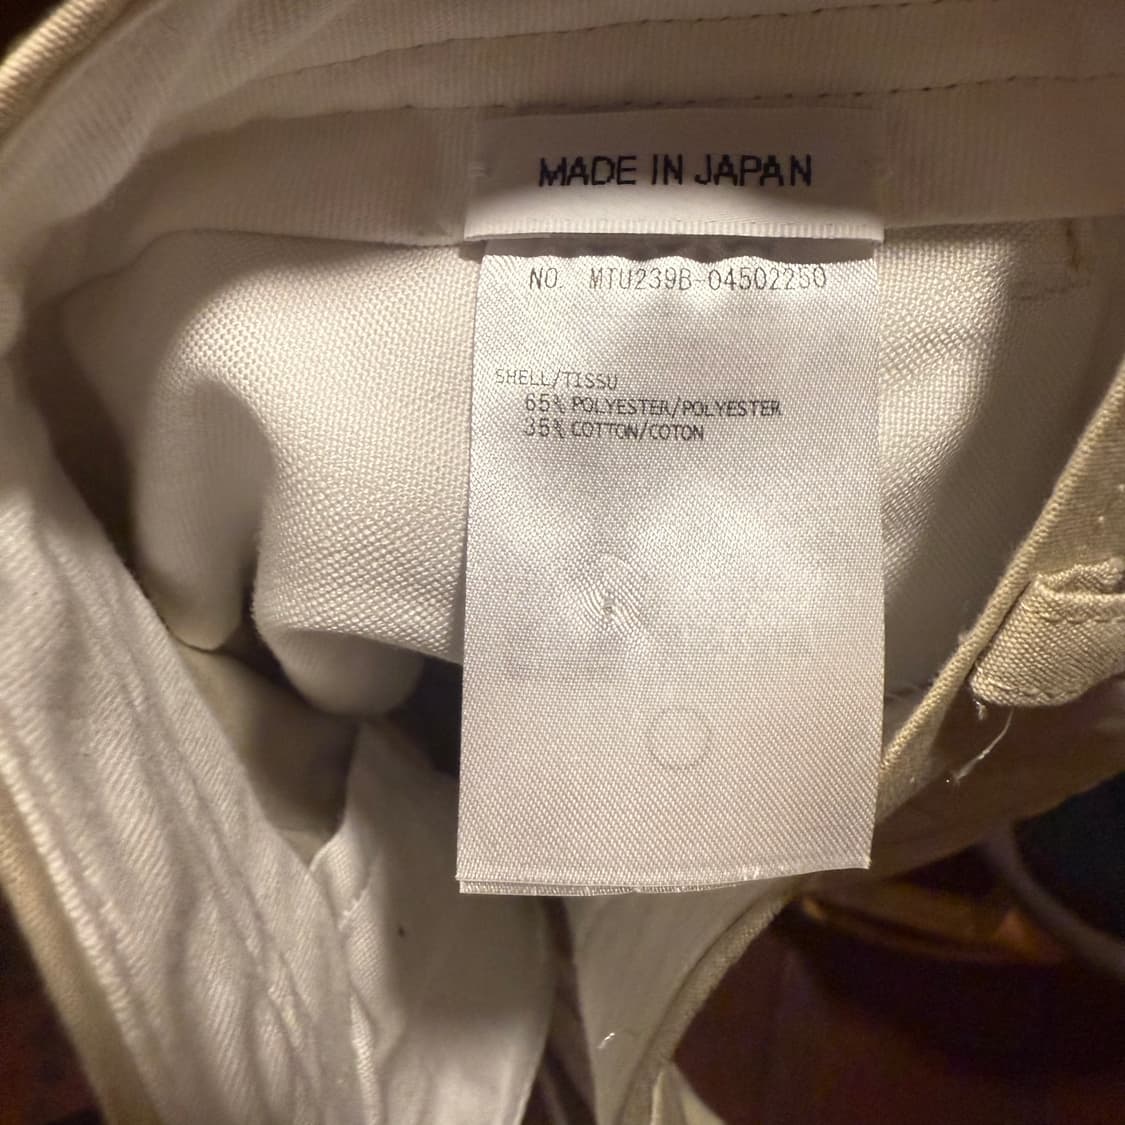 MADE IN JAPAN
NO. MTU239B-04502250
SHELL/TISSU
65% POLYESTER/POLYESTER
35% COTTON/COTON